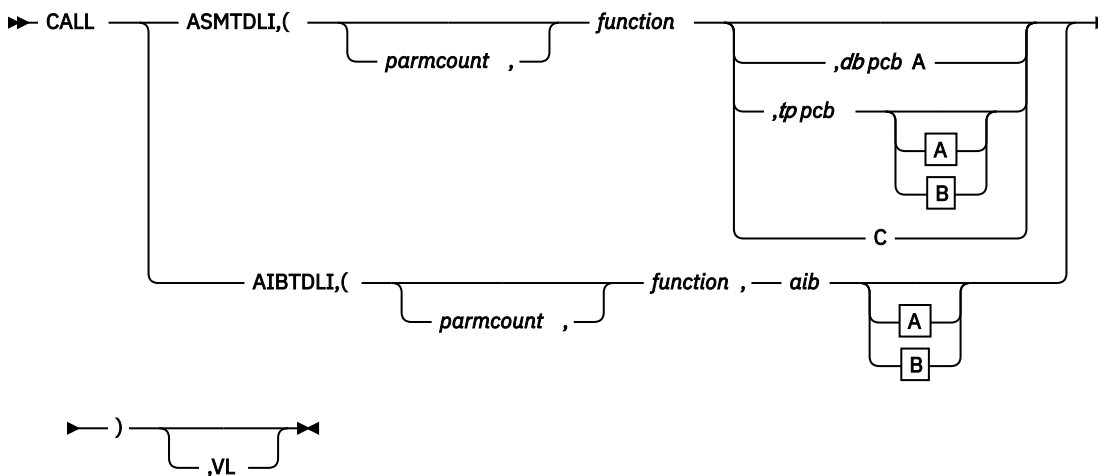 CALL ASMTDLI,( function
parmcount ,
,db pcb A
,tp pcb
A
B
C
AIBTDLI,( function , aib
parmcount ,
A
B
)
,VL